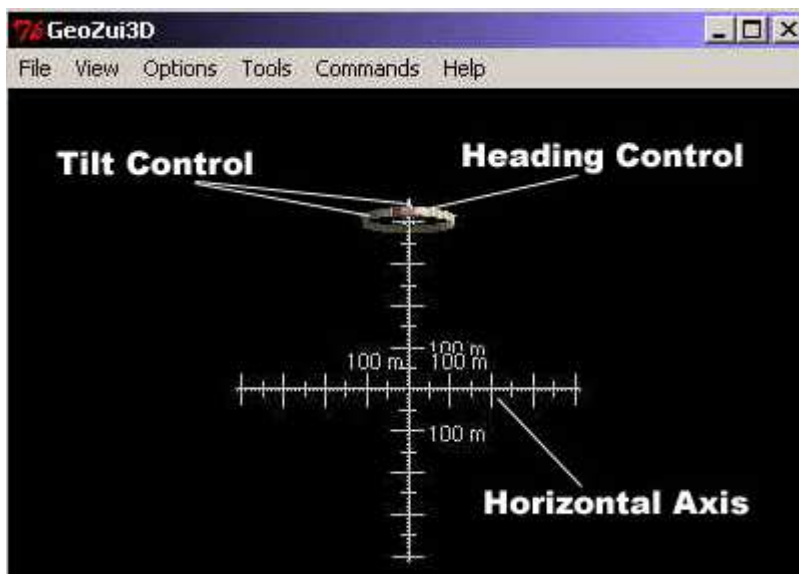 GeoZui3D
File View Options Tools Commands Help
Tilt Control
Heading Control
100 m
100 m
100 m
100 m
Horizontal Axis